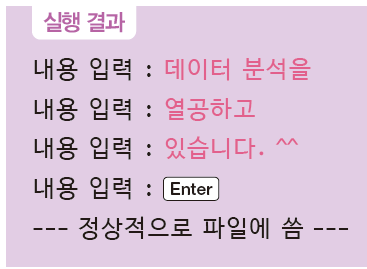 실행 결과
내용 입력 : 데이터 분석을
내용 입력 : 열공하고
내용 입력 : 있습니다. ^^
내용 입력 : Enter
--- 정상적으로 파일에 씀 ---